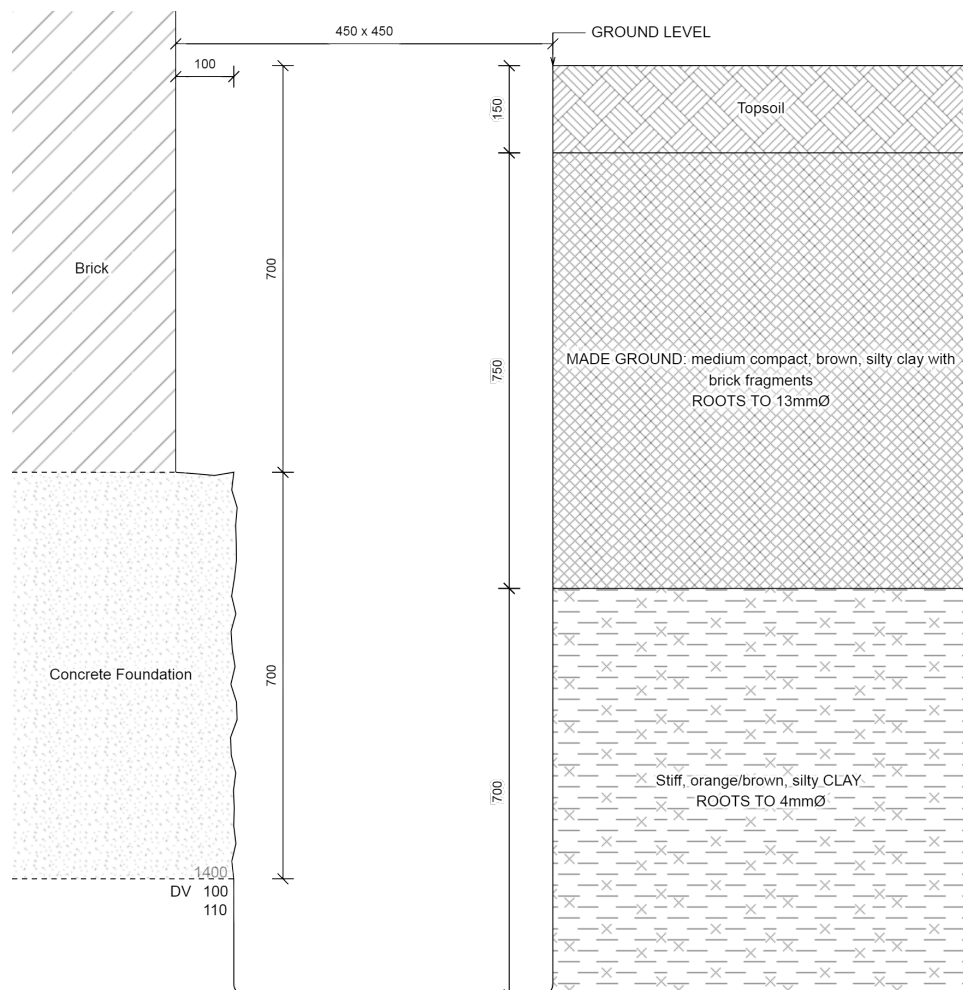 450 x 450
GROUND LEVEL
100
150
Topsoil
Brick
700
750
MADE GROUND: medium compact, brown, silty clay with
brick fragments
ROOTS TO 13mmØ
Concrete Foundation
700
700
Stiff, orange/brown, silty CLAY
ROOTS TO 4mmØ
1400
DV 100
110